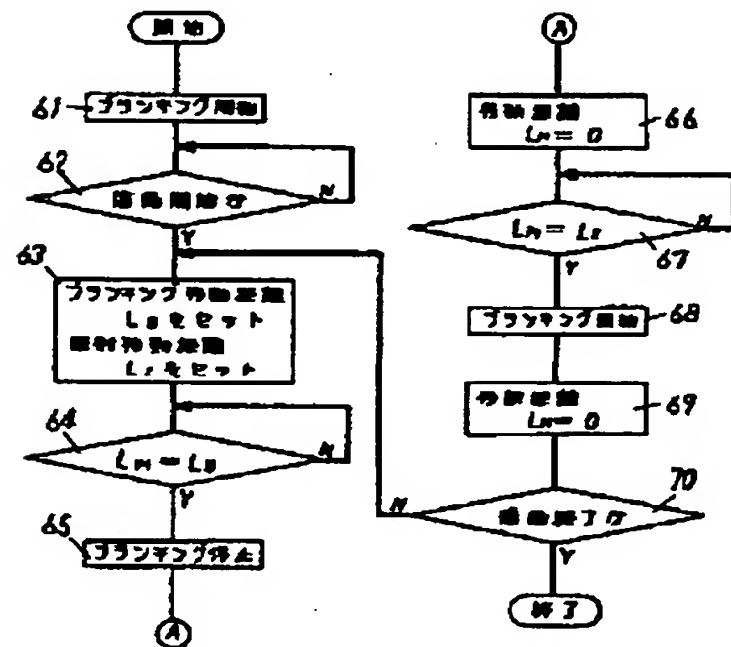 開始
61
ブランキング開始
62
描画開始か
N
Y
63
ブランキング移動距離
LBをセット
照射移動距離
LEをセット
64
LM=LB
N
Y
65
ブランキング停止
A
A
移動距離
LM=0
66
LM=LE
N
67
Y
ブランキング開始
68
移動距離
LM=0
69
70
描画終了か
N
Y
終了